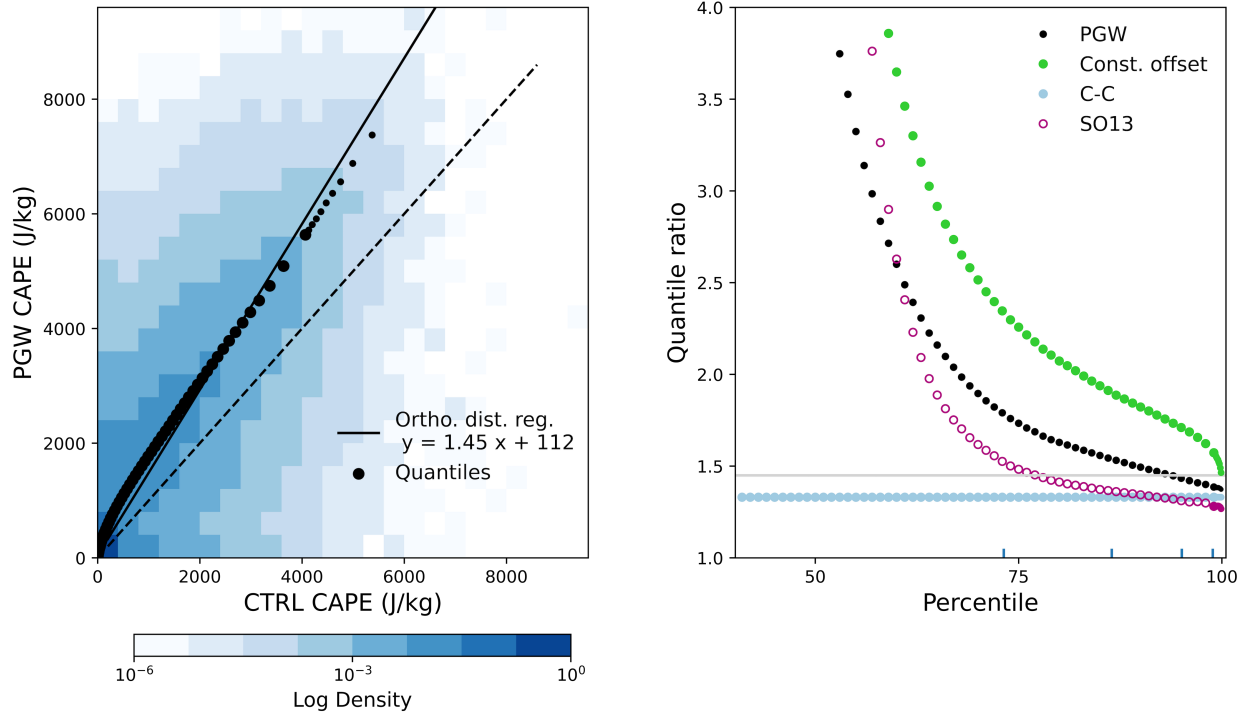 PGW CAPE (J/kg)
8000
6000
4000
2000
0
0
2000
4000
6000
8000
CTRL CAPE (J/kg)
Ortho. dist. reg.
y = 1.45 x + 112
Quantiles
10^-6
10^-3
10^0
Log Density
Quantile ratio
4.0
3.5
3.0
2.5
2.0
1.5
1.0
50
75
100
Percentile
PGW
Const. offset
C-C
SO13